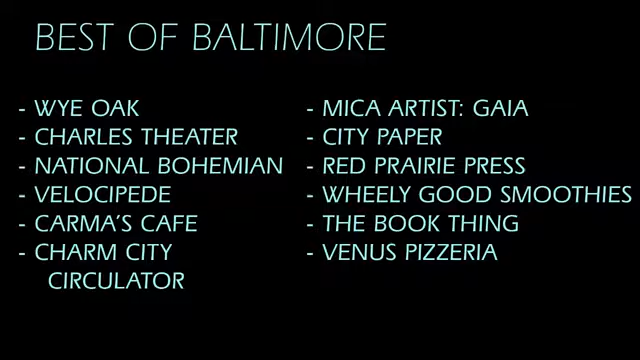 BEST OF BALTIMORE
- WYE OAK
- CHARLES THEATER
- NATIONAL BOHEMIAN
- VELOCIPEDE
- CARMA'S CAFE
- CHARM CITY
CIRCULATOR
- MICA ARTIST: GAIA
- CITY PAPER
- RED PRAIRIE PRESS
- WHEELY GOOD SMOOTHIES
- THE BOOK THING
- VENUS PIZZERIA